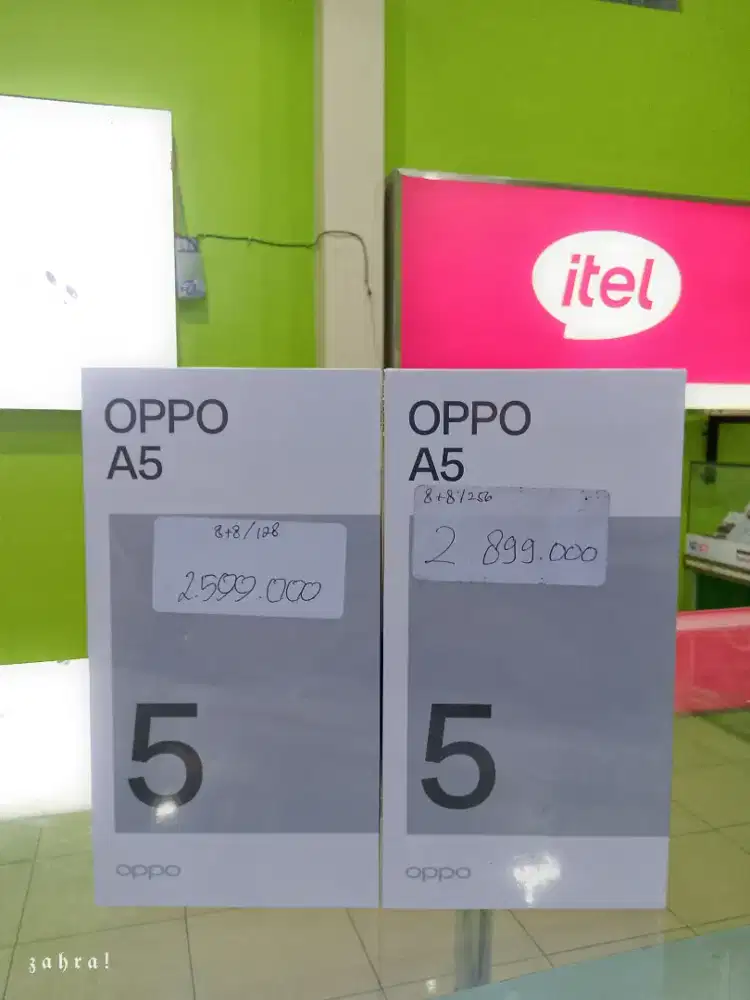 itel
OPPO
A5
8+8/128
2.599.000
5
oppo
OPPO
A5
8+8/256
2 899.000
5
oppo
zahra!